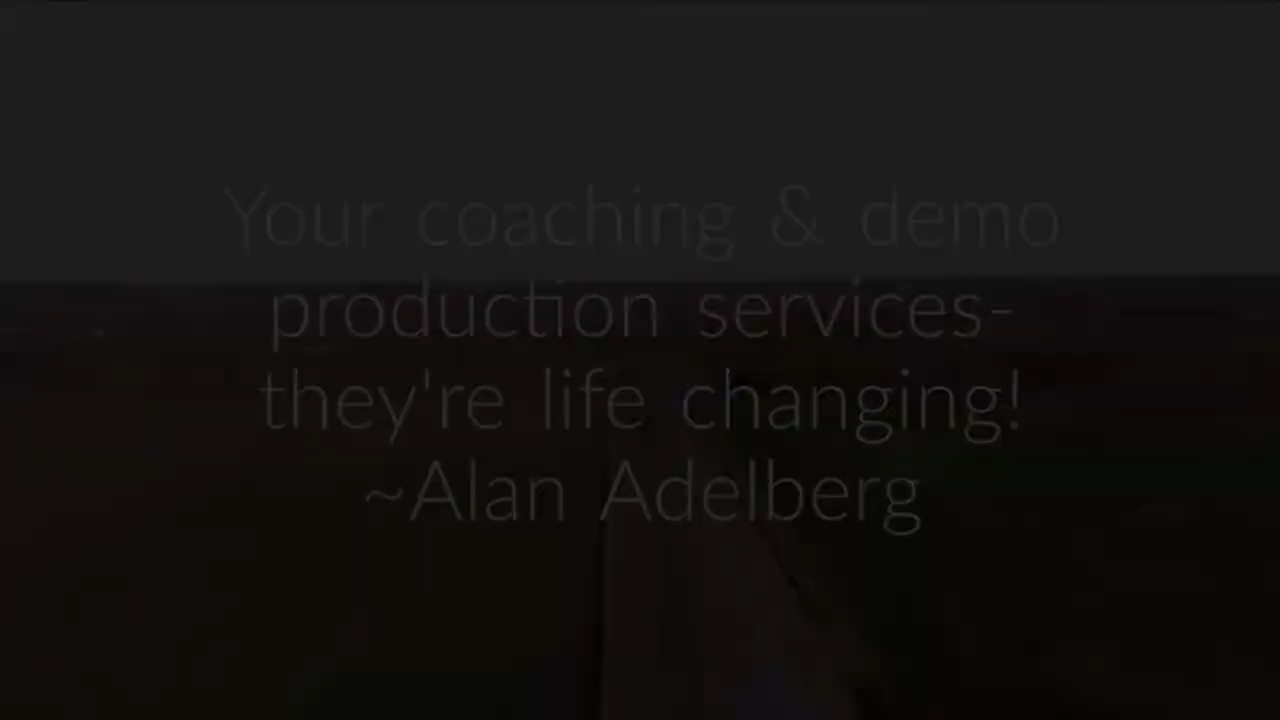 Your coaching & demo
production services-
they're life changing!
~Alan Adelberg